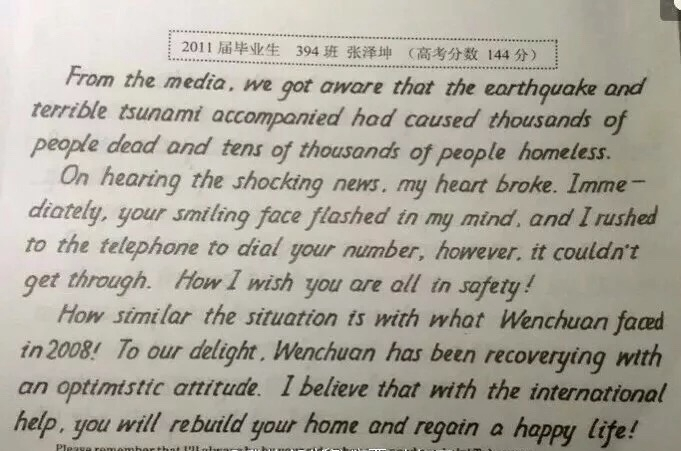 2011 届毕业生 394 班 张泽坤 （高考分数 144 分）
From the media, we got aware that the earthquake and
terrible tsunami accompanied had caused thousands of
people dead and tens of thousands of people homeless.
On hearing the shocking news, my heart broke. Imme-
diately, your smiling face flashed in my mind, and I rushed
to the telephone to dial your number, however, it couldn't
get through. How I wish you are all in safety!
How similar the situation is with what Wenchuan faced
in 2008! To our delight, Wenchuan has been recoverying with
an optimistic attitude. I believe that with the international
help, you will rebuild your home and regain a happy life!
Please remember that I'll always